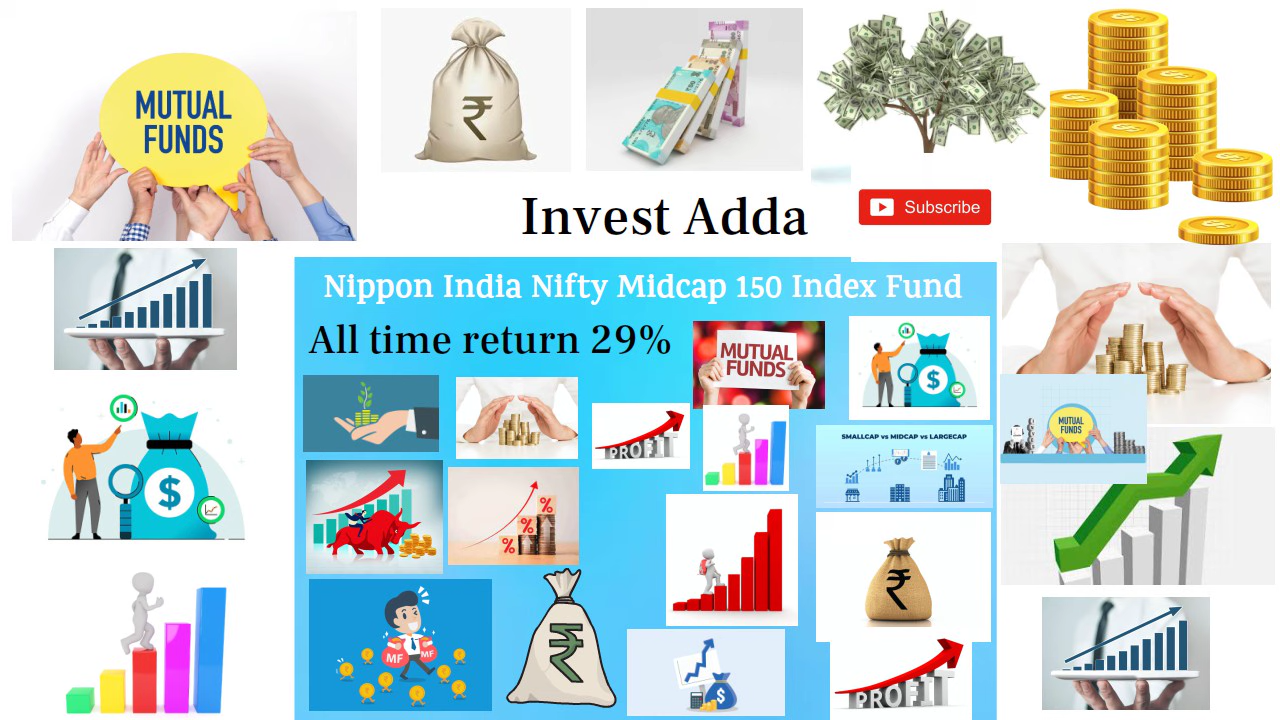 MUTUAL
FUNDS
₹
Invest Adda
Subscribe
Nippon India Nifty Midcap 150 Index Fund
All time return 29%
MUTUAL
FUNDS
$
MUTUAL
FUNDS
PROFIT
SMALLCAP vs MIDCAP vs LARGECAP
$
%
%
%
₹
MF
MF
₹
$
PROFIT